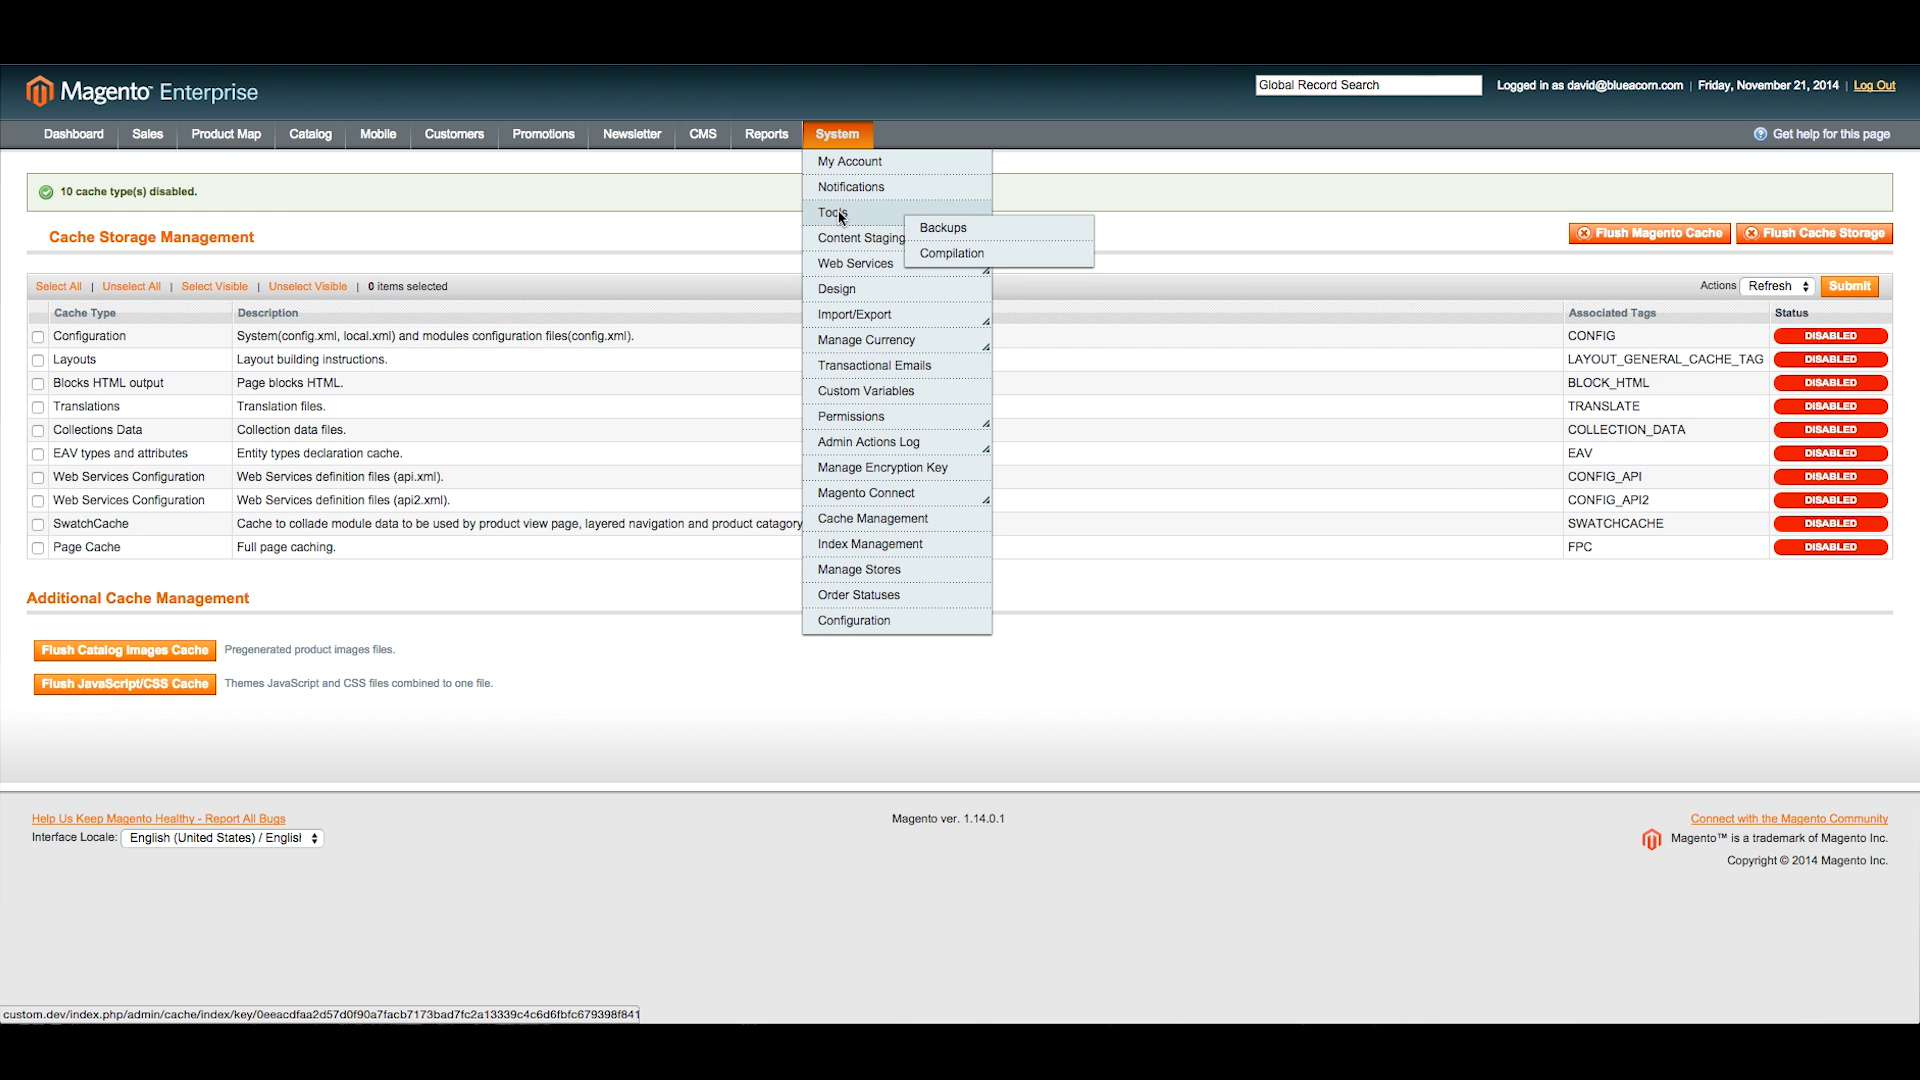 Magento™ Enterprise
Global Record Search
Logged in as david@blueacorn.com | Friday, November 21, 2014 | Log Out
Dashboard Sales Product Map Catalog Mobile Customers Promotions Newsletter CMS Reports System
Get help for this page
10 cache type(s) disabled.
My Account
Notifications
Tools
Content Staging
Web Services
Design
Import/Export
Manage Currency
Transactional Emails
Custom Variables
Permissions
Admin Actions Log
Manage Encryption Key
Magento Connect
Cache Management
Index Management
Manage Stores
Order Statuses
Configuration
Backups
Compilation
Cache Storage Management
Flush Magento Cache Flush Cache Storage
Select All | Unselect All | Select Visible | Unselect Visible | 0 items selected
Actions Refresh Submit
Cache Type Description Associated Tags Status
Configuration System(config.xml, local.xml) and modules configuration files(config.xml). CONFIG DISABLED
Layouts Layout building instructions. LAYOUT_GENERAL_CACHE_TAG DISABLED
Blocks HTML output Page blocks HTML. BLOCK_HTML DISABLED
Translations Translation files. TRANSLATE DISABLED
Collections Data Collection data files. COLLECTION_DATA DISABLED
EAV types and attributes Entity types declaration cache. EAV DISABLED
Web Services Configuration Web Services definition files (api.xml). CONFIG_API DISABLED
Web Services Configuration Web Services definition files (api2.xml). CONFIG_API2 DISABLED
SwatchCache Cache to collade module data to be used by product view page, layered navigation and product catagory SWATCHCACHE DISABLED
Page Cache Full page caching. FPC DISABLED
Additional Cache Management
Flush Catalog Images Cache Pregenerated product images files.
Flush JavaScript/CSS Cache Themes JavaScript and CSS files combined to one file.
Help Us Keep Magento Healthy - Report All Bugs
Interface Locale: English (United States) / English
Magento ver. 1.14.0.1
Connect with the Magento Community
Magento™ is a trademark of Magento Inc.
Copyright © 2014 Magento Inc.
custom.dev/index.php/admin/cache/index/key/0eeacdfaa2d57d0f90a7facb7173bad7fc2a13339c4c6d6fbfc679398f841